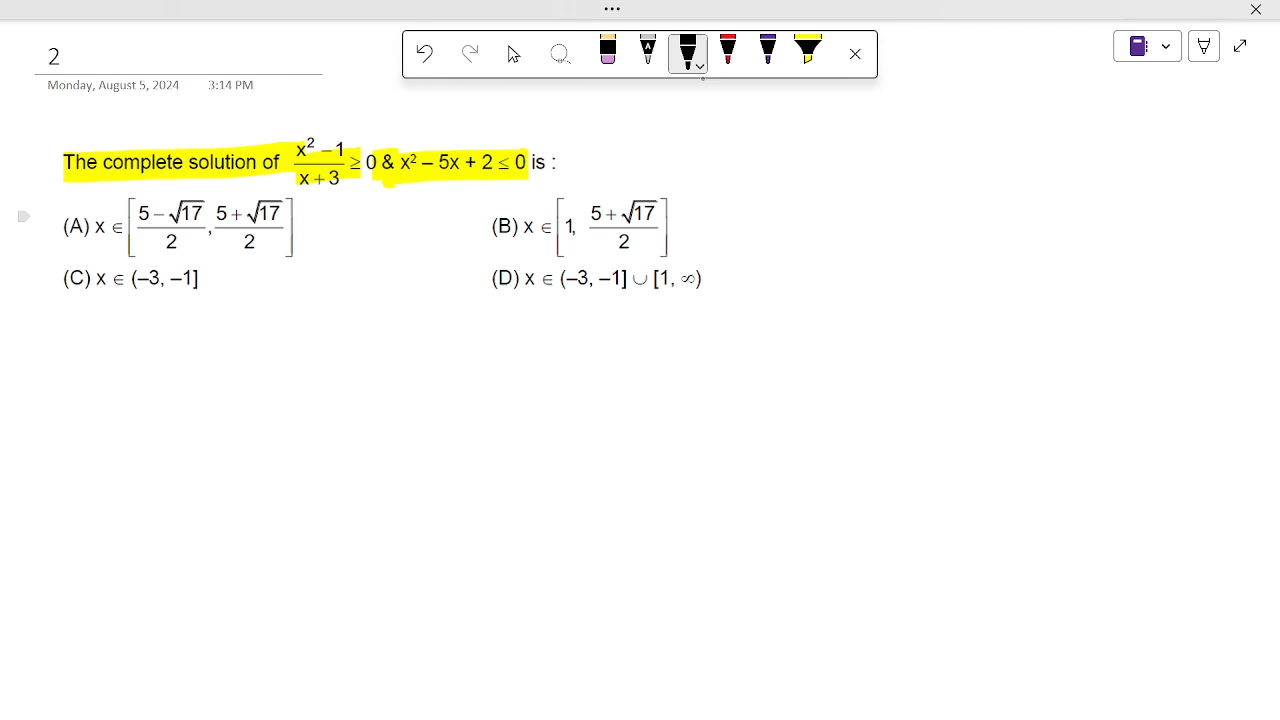 2
Monday, August 5, 2024 3:14 PM
The complete solution of (x² – 1)/(x + 3) ≥ 0 & x² – 5x + 2 ≤ 0 is :
(A) x ∈ [(5 – √17)/2, (5 + √17)/2] (B) x ∈ [1, (5 + √17)/2]
(C) x ∈ (–3, –1] (D) x ∈ (–3, –1] ∪ [1, ∞)